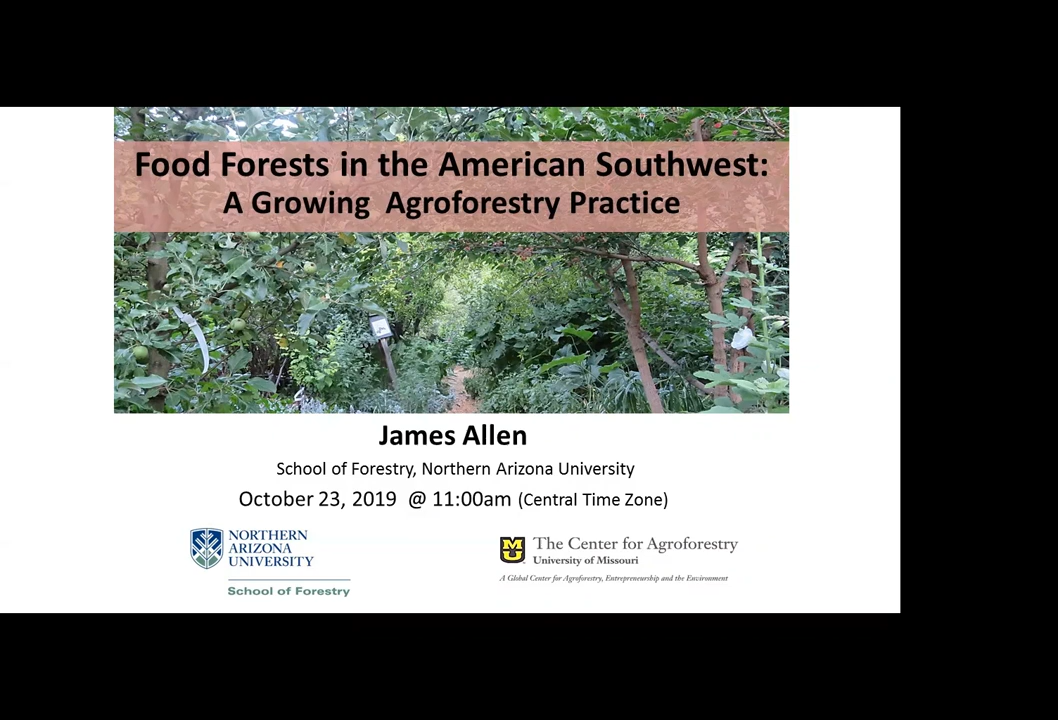 Food Forests in the American Southwest:
A Growing Agroforestry Practice
James Allen
School of Forestry, Northern Arizona University
October 23, 2019 @ 11:00am (Central Time Zone)
NORTHERN
ARIZONA
UNIVERSITY
School of Forestry
MU
The Center for Agroforestry
University of Missouri
A Global Center for Agroforestry, Entrepreneurship and the Environment